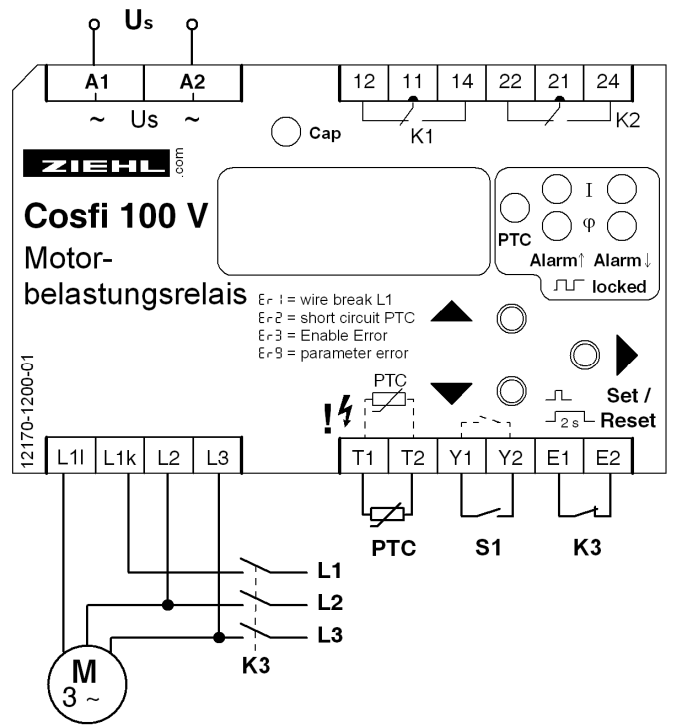 Us
A1 A2
12 11 14 22 21 24
~ Us ~
K1
K2
Cap
ZIEHL
.com
Cosfi 100 V
Motor-
belastungsrelais
I
φ
PTC
Alarm↑ Alarm↓
locked
Er1 = wire break L1
Er2 = short circuit PTC
Er3 = Enable Error
Er9 = parameter error
12170-1200-01
PTC
!
Set /
2 s
Reset
L1l L1k L2 L3
T1 T2 Y1 Y2 E1 E2
PTC S1 K3
L1
L2
L3
K3
M
3 ~